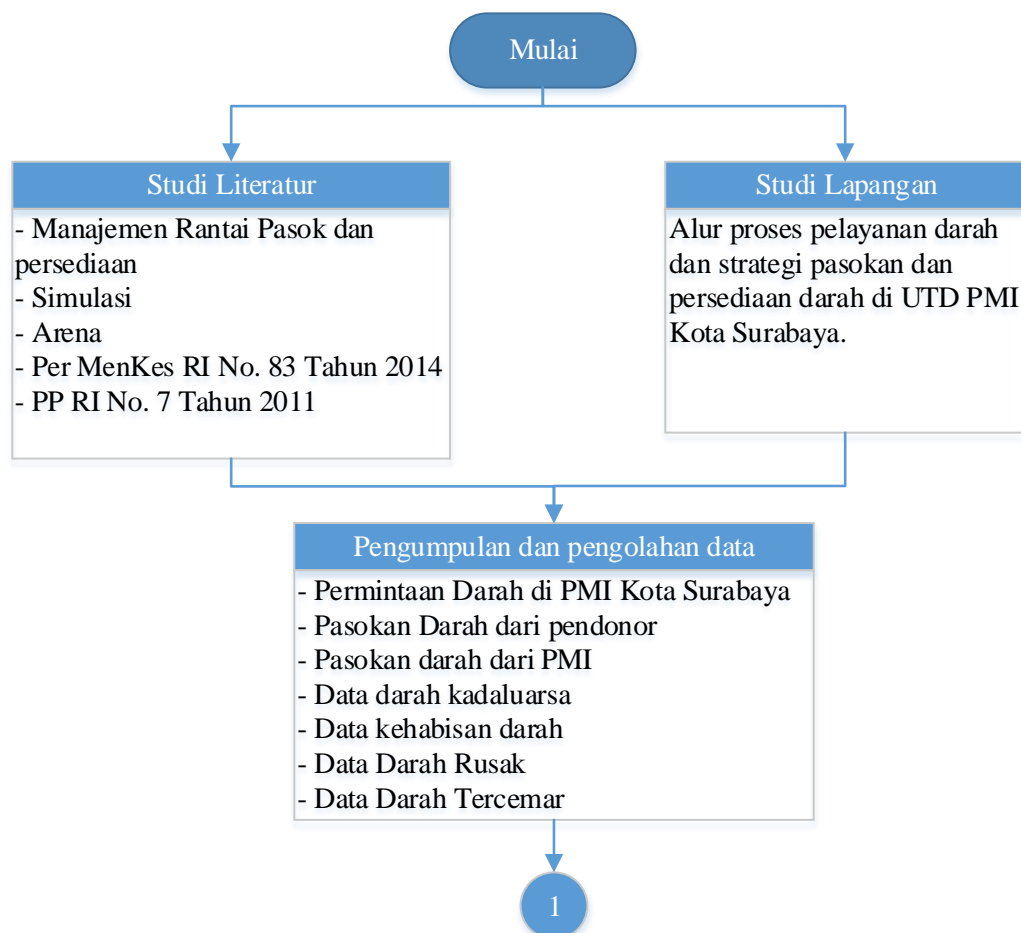 Mulai
Studi Literatur
- Manajemen Rantai Pasok dan
persediaan
- Simulasi
- Arena
- Per MenKes RI No. 83 Tahun 2014
- PP RI No. 7 Tahun 2011
Studi Lapangan
Alur proses pelayanan darah
dan strategi pasokan dan
persediaan darah di UTD PMI
Kota Surabaya.
Pengumpulan dan pengolahan data
- Permintaan Darah di PMI Kota Surabaya
- Pasokan Darah dari pendonor
- Pasokan darah dari PMI
- Data darah kadaluarsa
- Data kehabisan darah
- Data Darah Rusak
- Data Darah Tercemar
1